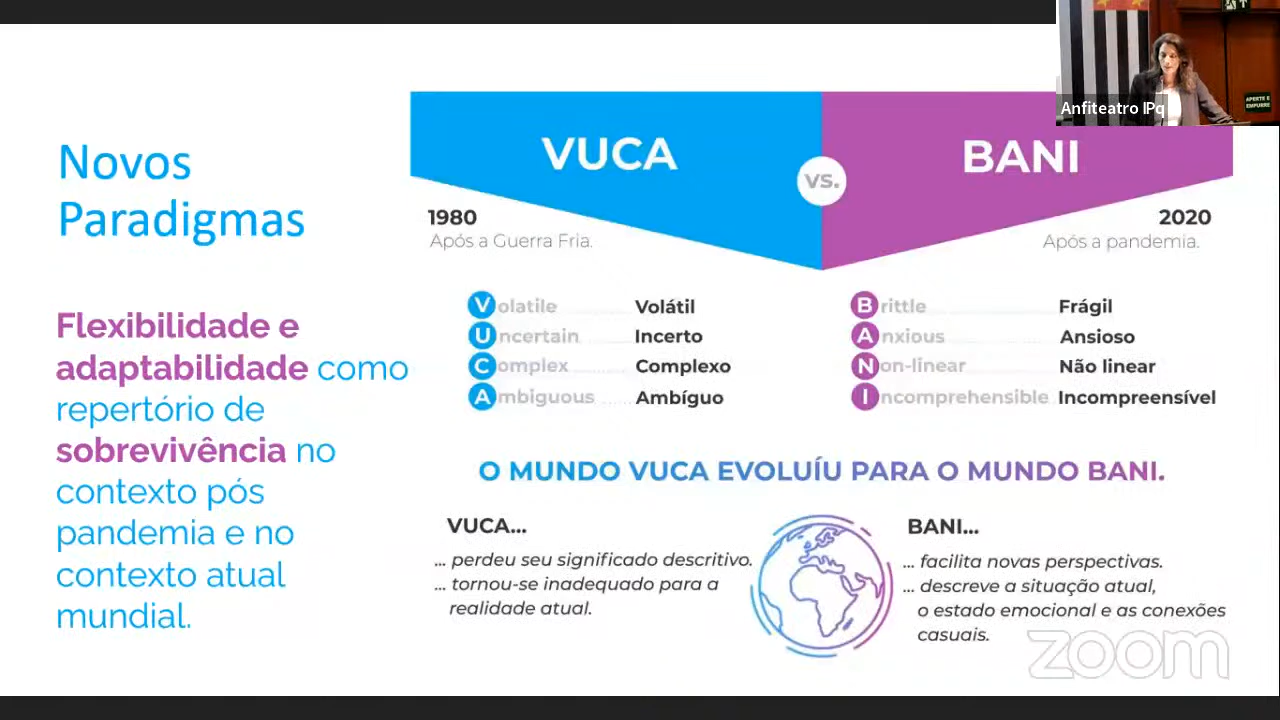 Novos
Paradigmas
Flexibilidade e
adaptabilidade como
repertório de
sobrevivência no
contexto pós
pandemia e no
contexto atual
mundial.
VUCA
VS.
BANI
1980
Após a Guerra Fria.
2020
Após a pandemia.
Volatile Volátil
Uncertain Incerto
Complex Complexo
Ambiguous Ambíguo
Brittle Frágil
Anxious Ansioso
Non-linear Não linear
Incomprehensible Incompreensível
O MUNDO VUCA EVOLUÍU PARA O MUNDO BANI.
VUCA...
... perdeu seu significado descritivo.
... tornou-se inadequado para a
realidade atual.
BANI...
... facilita novas perspectivas.
... descreve a situação atual,
o estado emocional e as conexões
casuais.
Anfiteatro IPq
APERTE E
EMPURRE
zoom